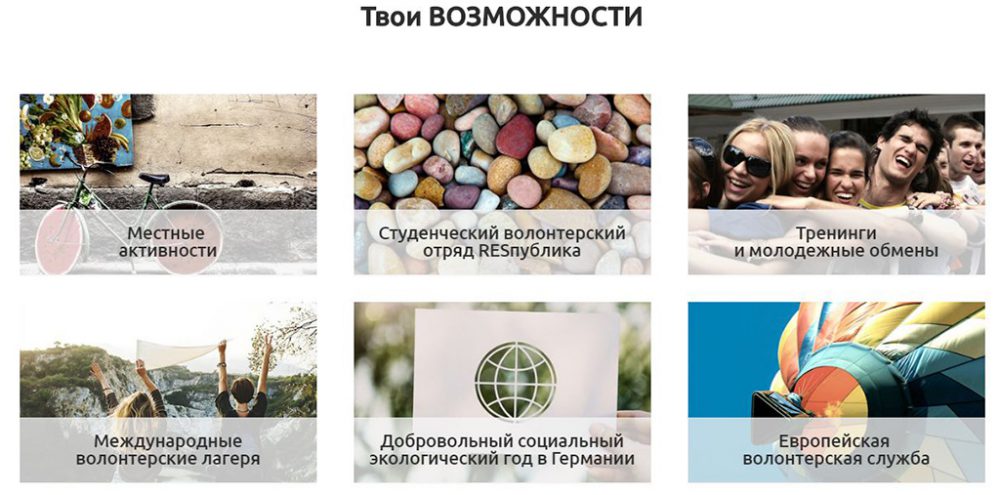 Твои ВОЗМОЖНОСТИ
Местные
активности
Студенческий волонтерский
отряд RESпублика
Тренинги
и молодежные обмены
Международные
волонтерские лагеря
Добровольный социальный
экологический год в Германии
Европейская
волонтерская служба